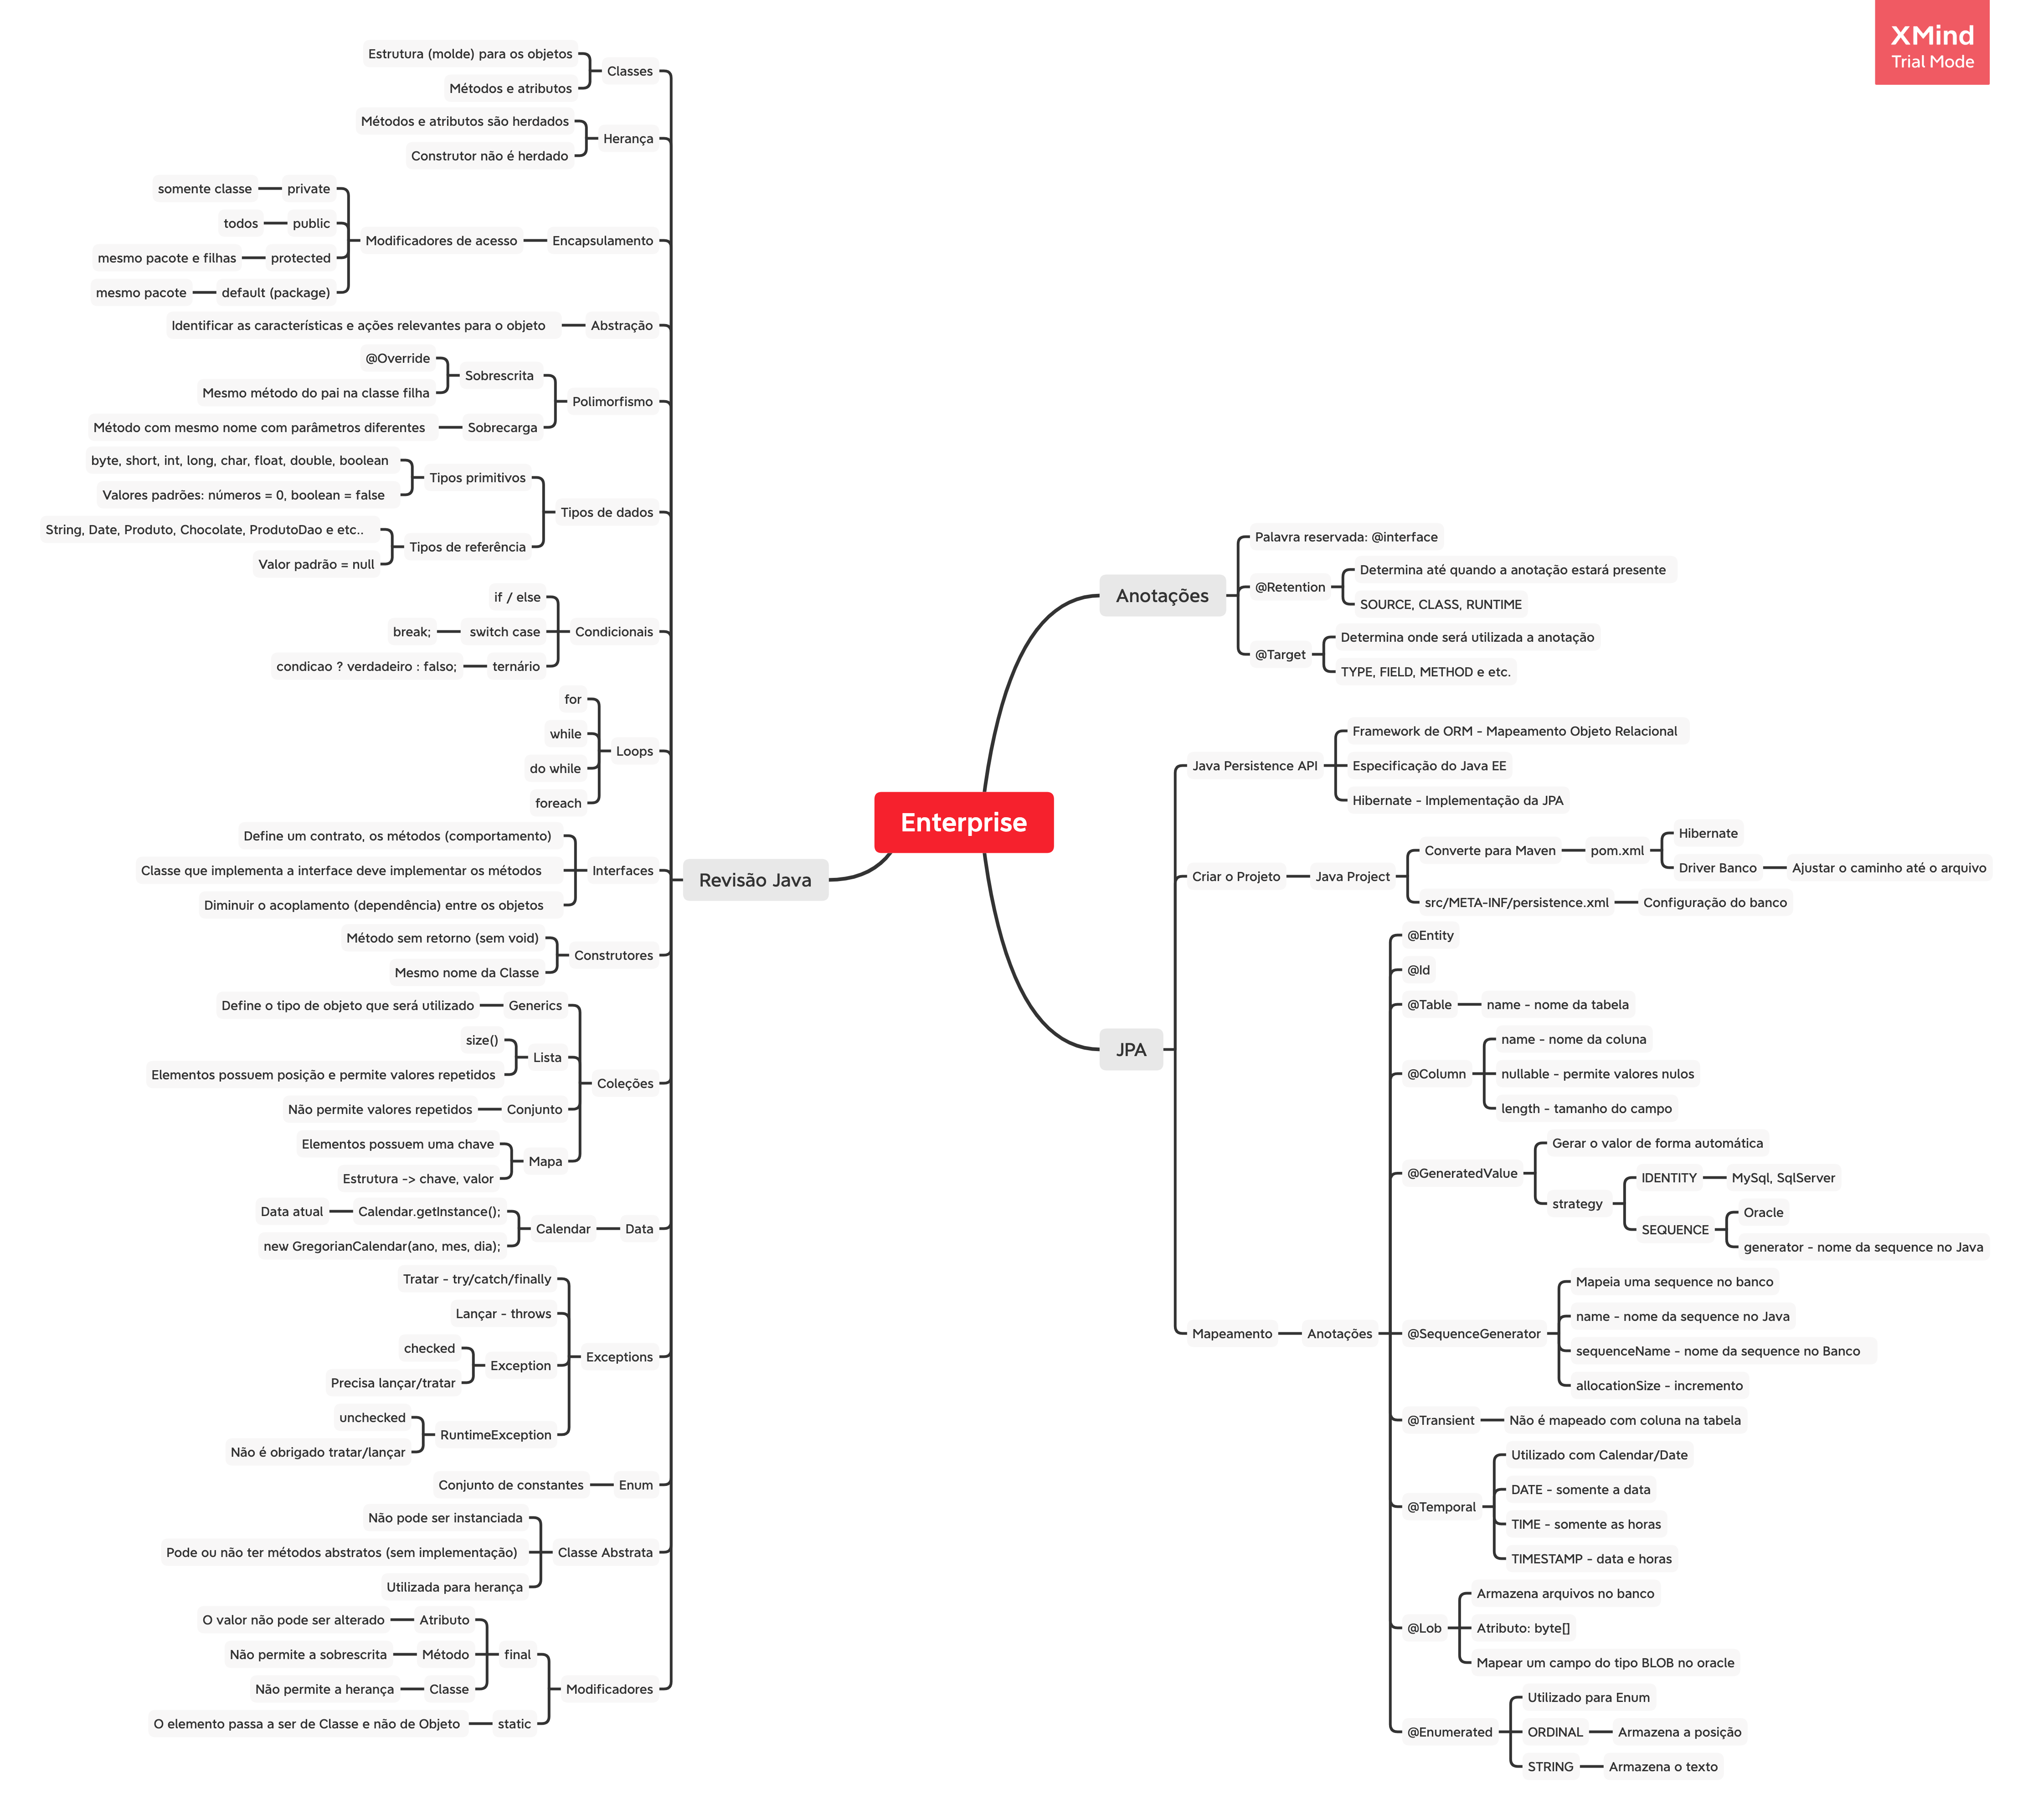 XMind
Trial Mode
Enterprise
Revisão Java
Classes
Estrutura (molde) para os objetos
Métodos e atributos
Herança
Métodos e atributos são herdados
Construtor não é herdado
Encapsulamento
Modificadores de acesso
private
somente classe
public
todos
protected
mesmo pacote e filhas
default (package)
mesmo pacote
Abstração
Identificar as características e ações relevantes para o objeto
Polimorfismo
Sobrescrita
@Override
Mesmo método do pai na classe filha
Sobrecarga
Método com mesmo nome com parâmetros diferentes
Tipos de dados
Tipos primitivos
byte, short, int, long, char, float, double, boolean
Valores padrões: números = 0, boolean = false
Tipos de referência
String, Date, Produto, Chocolate, ProdutoDao e etc..
Valor padrão = null
Condicionais
if / else
switch case
break;
ternário
condicao ? verdadeiro : falso;
Loops
for
while
do while
foreach
Interfaces
Define um contrato, os métodos (comportamento)
Classe que implementa a interface deve implementar os métodos
Diminuir o acoplamento (dependência) entre os objetos
Construtores
Método sem retorno (sem void)
Mesmo nome da Classe
Coleções
Generics
Define o tipo de objeto que será utilizado
Lista
size()
Elementos possuem posição e permite valores repetidos
Conjunto
Não permite valores repetidos
Mapa
Elementos possuem uma chave
Estrutura -> chave, valor
Data
Calendar
Calendar.getInstance();
Data atual
new GregorianCalendar(ano, mes, dia);
Exceptions
Tratar - try/catch/finally
Lançar - throws
Exception
checked
Precisa lançar/tratar
RuntimeException
unchecked
Não é obrigado tratar/lançar
Enum
Conjunto de constantes
Classe Abstrata
Não pode ser instanciada
Pode ou não ter métodos abstratos (sem implementação)
Utilizada para herança
Modificadores
final
Atributo
O valor não pode ser alterado
Método
Não permite a sobrescrita
Classe
Não permite a herança
static
O elemento passa a ser de Classe e não de Objeto
Anotações
Palavra reservada: @interface
@Retention
Determina até quando a anotação estará presente
SOURCE, CLASS, RUNTIME
@Target
Determina onde será utilizada a anotação
TYPE, FIELD, METHOD e etc.
JPA
Java Persistence API
Framework de ORM - Mapeamento Objeto Relacional
Especificação do Java EE
Hibernate - Implementação da JPA
Criar o Projeto
Java Project
Converte para Maven
pom.xml
Hibernate
Driver Banco
Ajustar o caminho até o arquivo
src/META-INF/persistence.xml
Configuração do banco
Mapeamento
Anotações
@Entity
@Id
@Table
name - nome da tabela
@Column
name - nome da coluna
nullable - permite valores nulos
length - tamanho do campo
@GeneratedValue
Gerar o valor de forma automática
strategy
IDENTITY
MySql, SqlServer
SEQUENCE
Oracle
generator - nome da sequence no Java
@SequenceGenerator
Mapeia uma sequence no banco
name - nome da sequence no Java
sequenceName - nome da sequence no Banco
allocationSize - incremento
@Transient
Não é mapeado com coluna na tabela
@Temporal
Utilizado com Calendar/Date
DATE - somente a data
TIME - somente as horas
TIMESTAMP - data e horas
@Lob
Armazena arquivos no banco
Atributo: byte[]
Mapear um campo do tipo BLOB no oracle
@Enumerated
Utilizado para Enum
ORDINAL
Armazena a posição
STRING
Armazena o texto